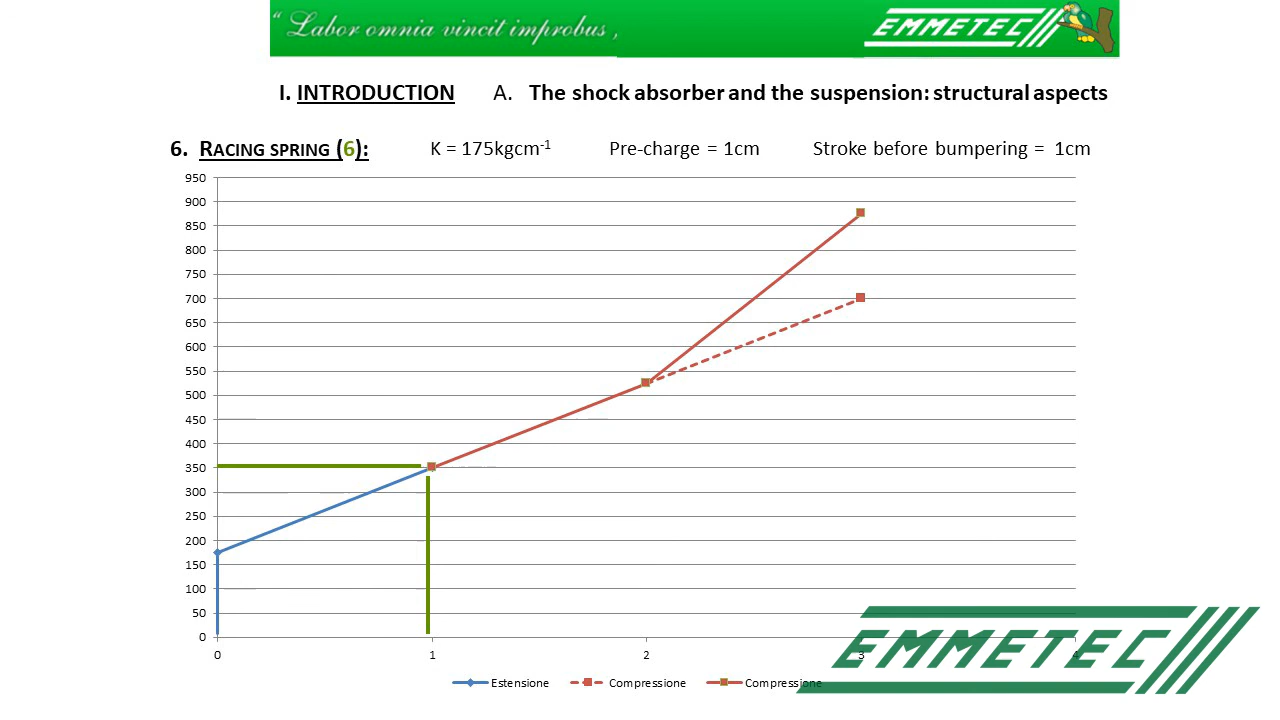 “ Labor omnia vincit improbus ,
EMMETEC
I. INTRODUCTION A. The shock absorber and the suspension: structural aspects
6. RACING SPRING (6): K = 175kgcm-1 Pre-charge = 1cm Stroke before bumpering = 1cm
950
900
850
800
750
700
650
600
550
500
450
400
350
300
250
200
150
100
50
0
0 1 2 3 4
EMMETEC
Estensione Compressione Compressione